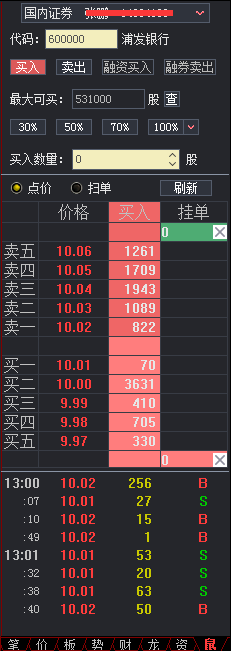 国内证券 张鹏
代码: 600000 浦发银行
买入 卖出 融资买入 融券卖出
最大可买: 531000 股 查
30% 50% 70% 100%
买入数量: 0 股
点价 扫单 刷新
价格 买入 挂单
0
卖五 10.06 1261
卖四 10.05 1709
卖三 10.04 1943
卖二 10.03 1089
卖一 10.02 822
买一 10.01 70
买二 10.00 3631
买三 9.99 410
买四 9.98 705
买五 9.97 330
0
13:00 10.02 256 B
:07 10.01 27 S
:10 10.02 15 B
:49 10.02 1 B
13:01 10.01 53 S
:32 10.01 20 S
:38 10.01 63 S
:40 10.02 50 B
笔 价 板 势 财 龙 资 鼠